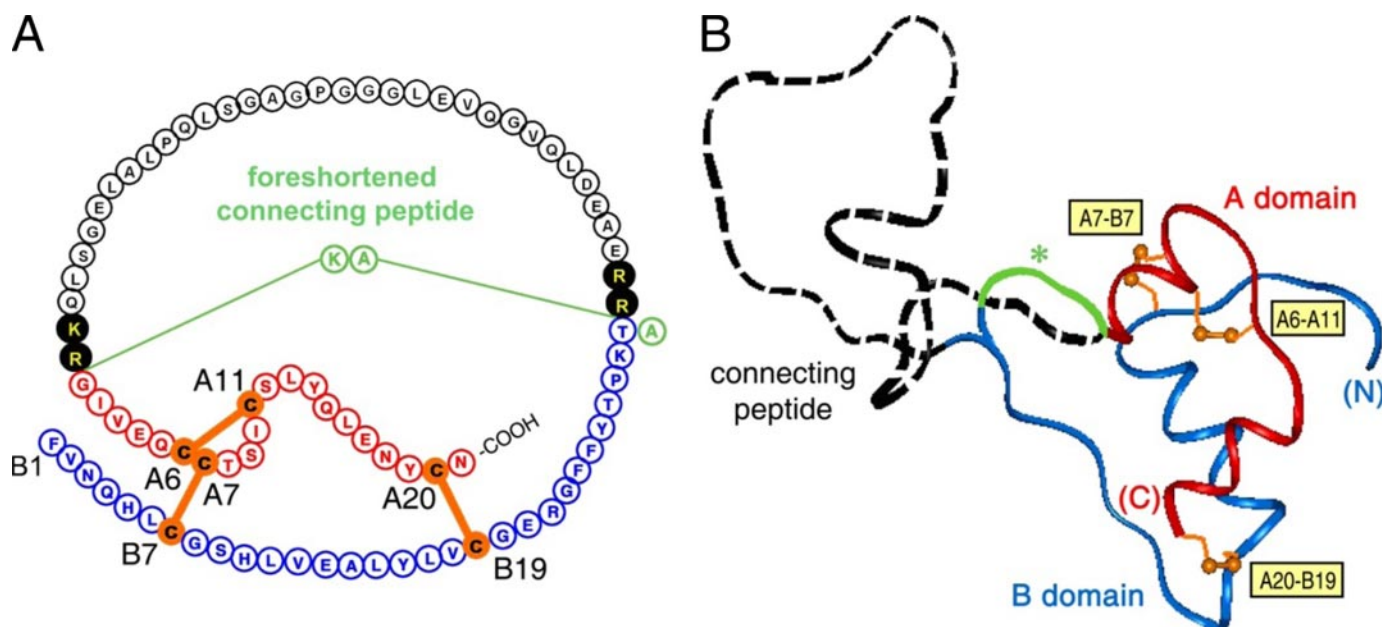 A
B
R K Q L S G E L A L P Q L S G A G P G G G L E V Q G V Q L D E A E R R
foreshortened
connecting peptide
K A
A
G I V E Q C C T S I C S L Y Q L E N Y C N
-COOH
A11
A6
A7
A20
B1
F V N Q H L C G S H L V E A L Y L V C G E R G F F Y T P K T
B7
B19
*
A domain
A7-B7
A6-A11
connecting
peptide
(N)
(C)
A20-B19
B domain